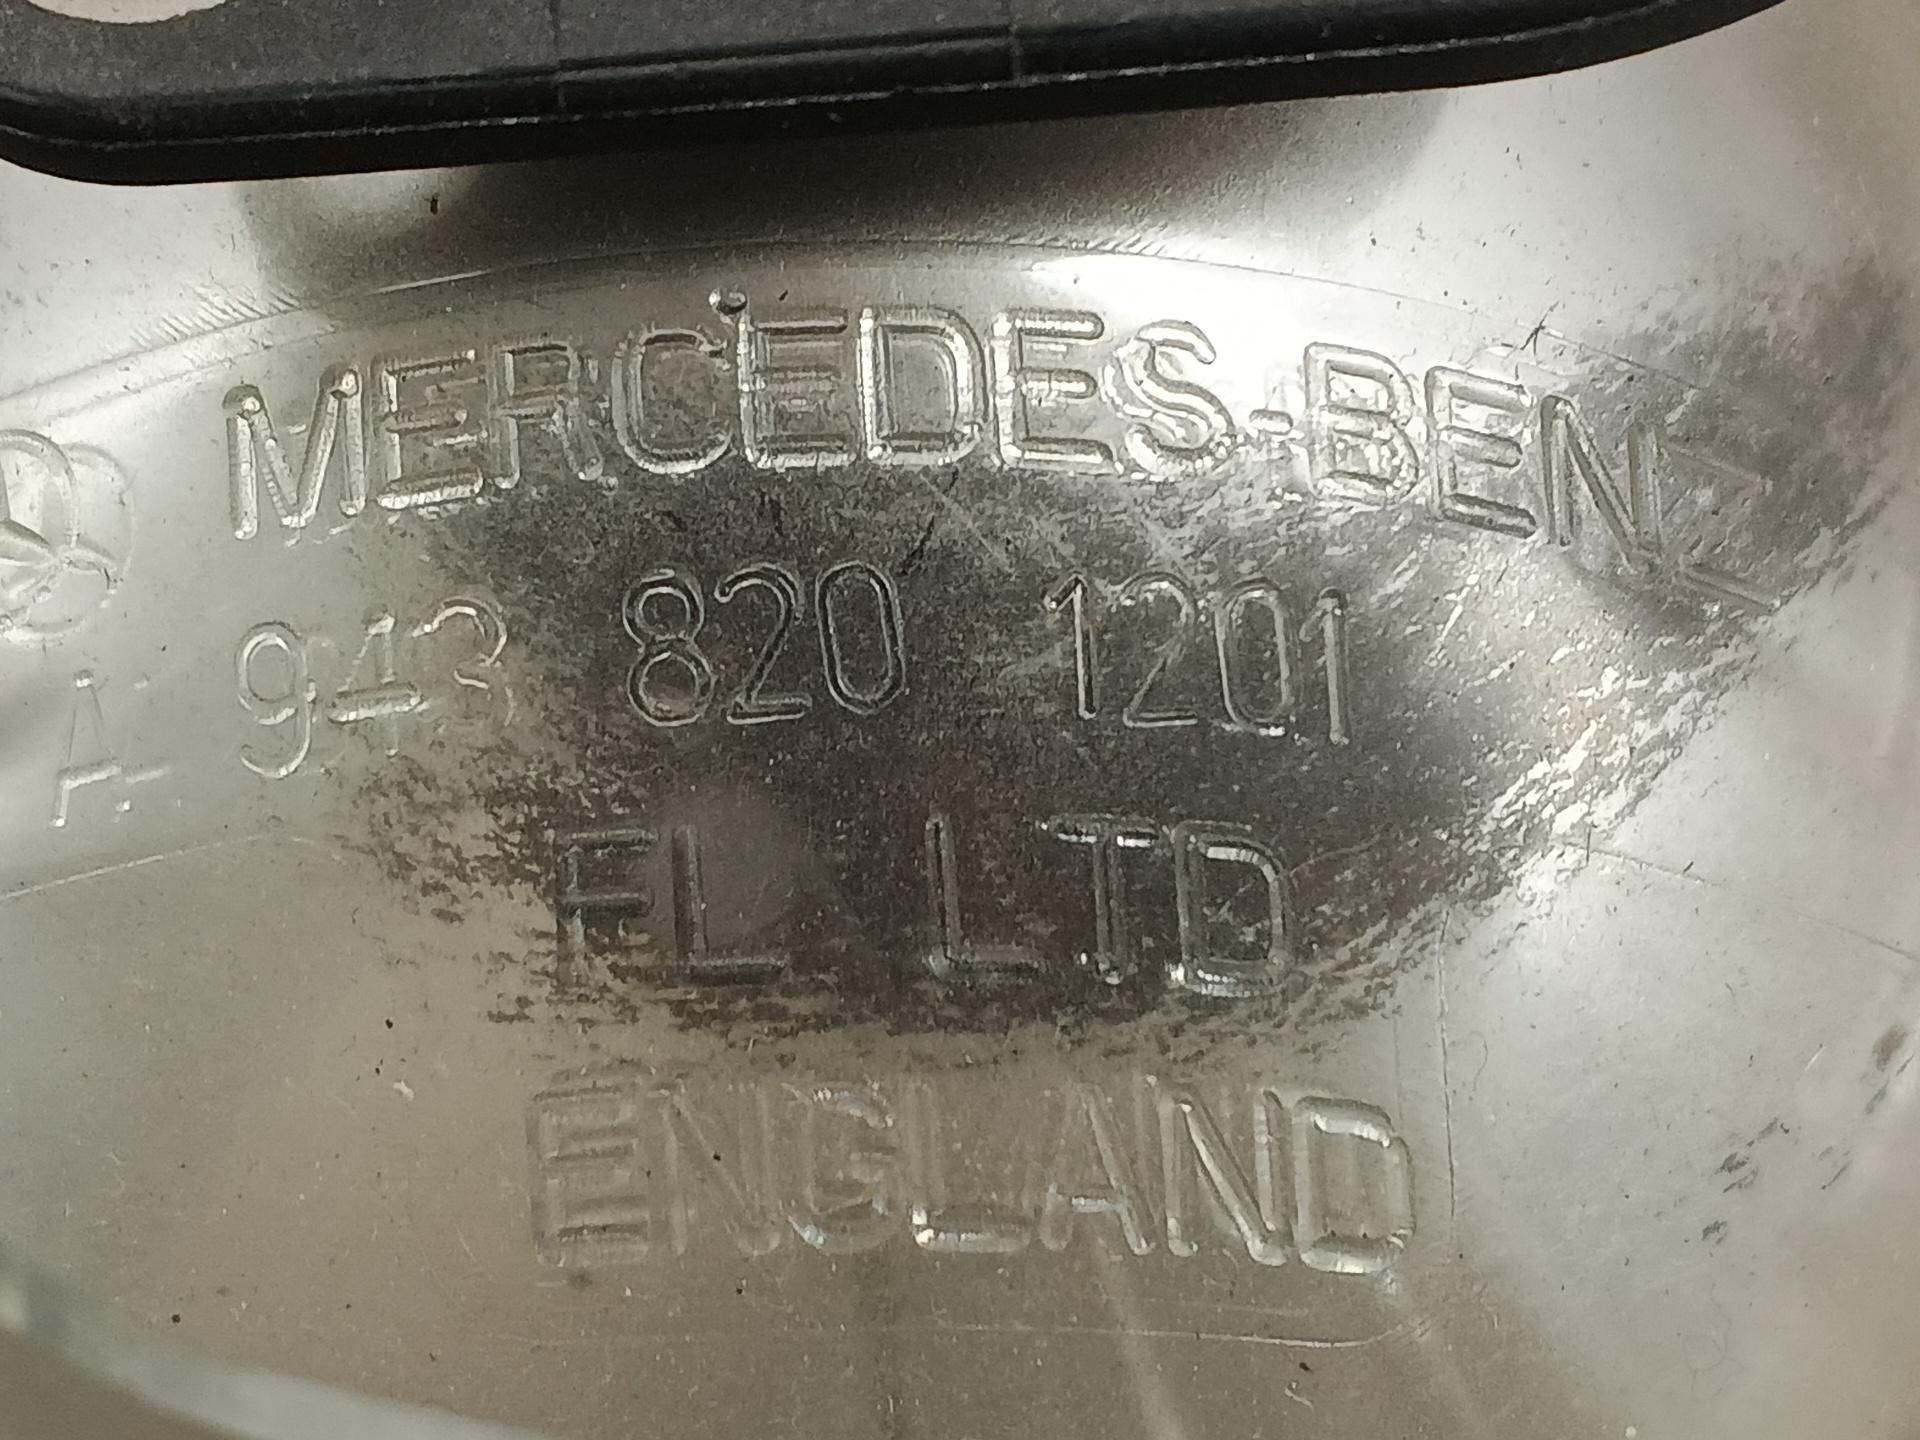 MERCEDES-BENZ
A 943 820 1201
FL LTD
ENGLAND